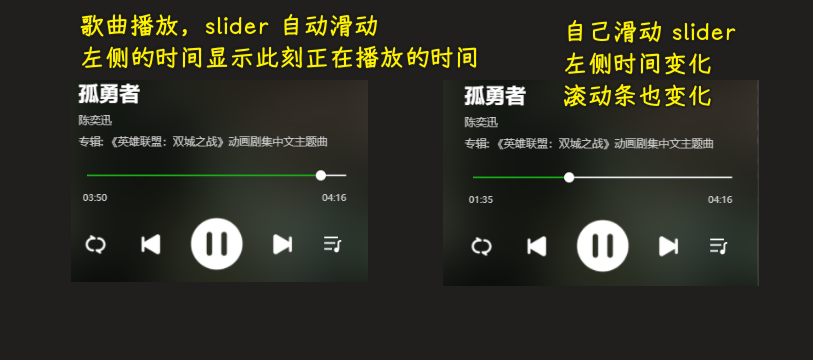 歌曲播放，slider 自动滑动
左侧的时间显示此刻正在播放的时间
孤勇者
陈奕迅
专辑:《英雄联盟：双城之战》动画剧集中文主题曲
03:50
04:16
自己滑动 slider
左侧时间变化
滚动条也变化
孤勇者
陈奕迅
专辑:《英雄联盟：双城之战》动画剧集中文主题曲
01:35
04:16